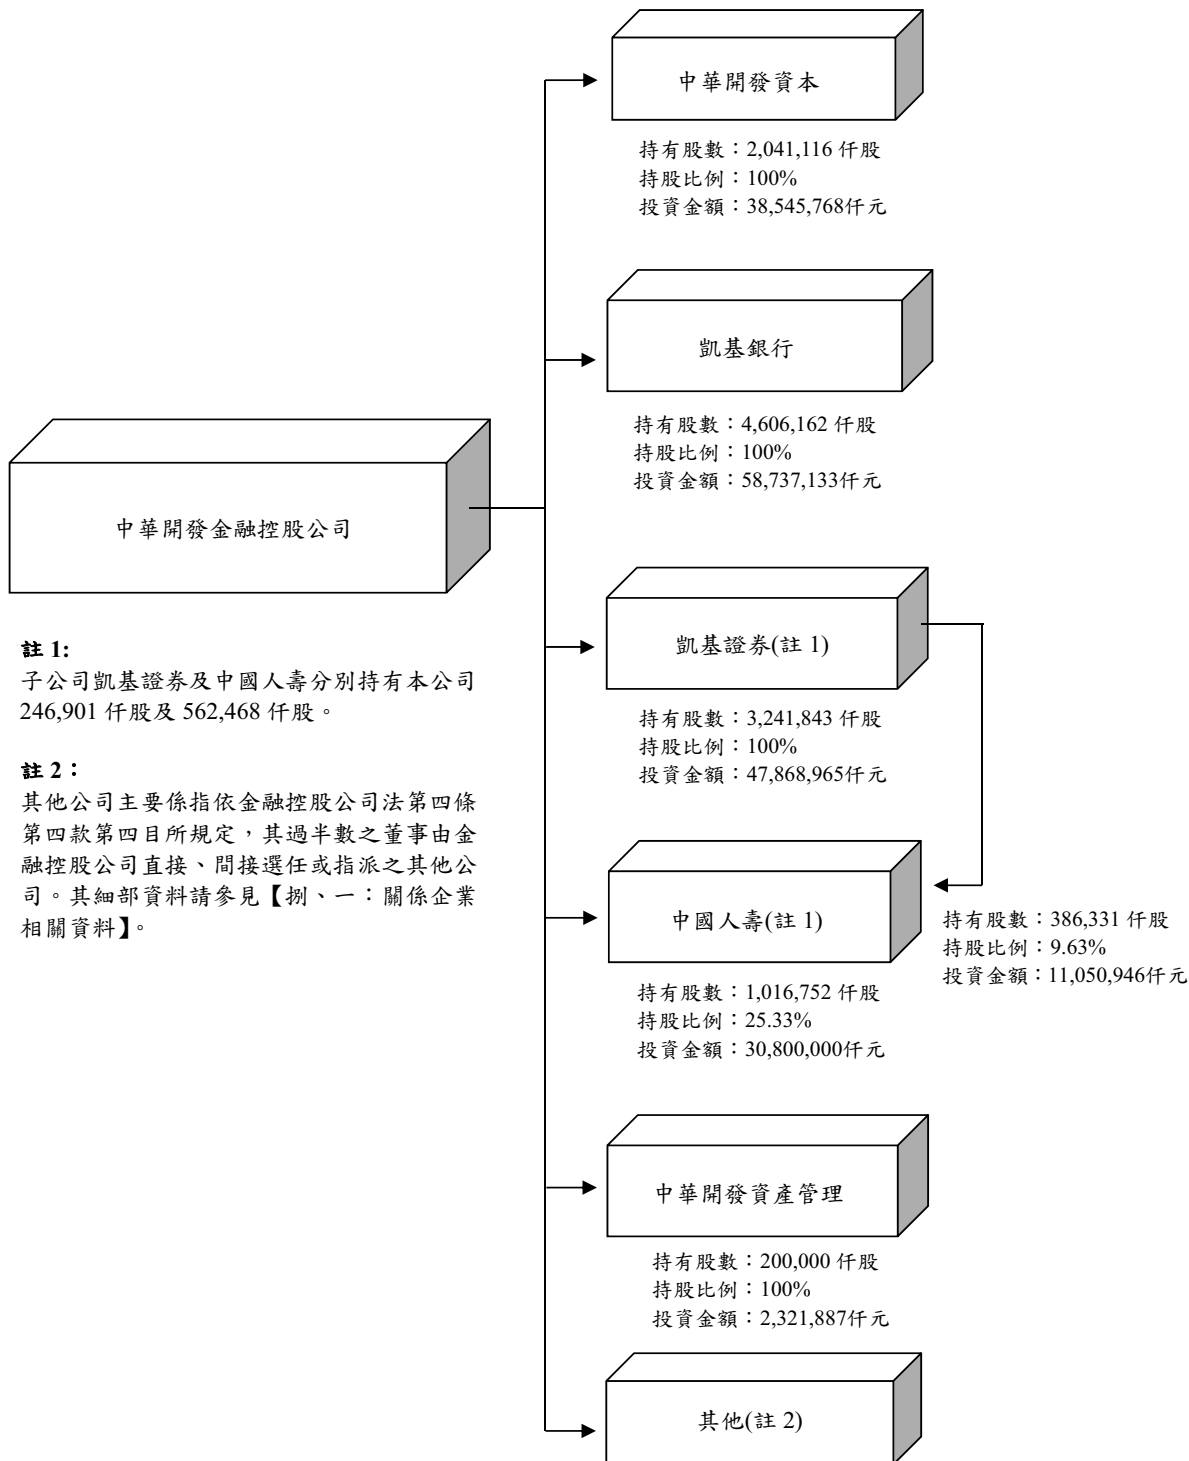 中華開發資本
持有股數：2,041,116 仟股
持股比例：100%
投資金額：38,545,768仟元
凱基銀行
持有股數：4,606,162 仟股
持股比例：100%
投資金額：58,737,133仟元
中華開發金融控股公司
註 1:
子公司凱基證券及中國人壽分別持有本公司
246,901 仟股及 562,468 仟股。
註 2：
其他公司主要係指依金融控股公司法第四條
第四款第四目所規定，其過半數之董事由金
融控股公司直接、間接選任或指派之其他公
司。其細部資料請參見【捌、一：關係企業
相關資料】。
凱基證券(註 1)
持有股數：3,241,843 仟股
持股比例：100%
投資金額：47,868,965仟元
中國人壽(註 1)
持有股數：1,016,752 仟股
持股比例：25.33%
投資金額：30,800,000仟元
持有股數：386,331 仟股
持股比例：9.63%
投資金額：11,050,946仟元
中華開發資產管理
持有股數：200,000 仟股
持股比例：100%
投資金額：2,321,887仟元
其他(註 2)